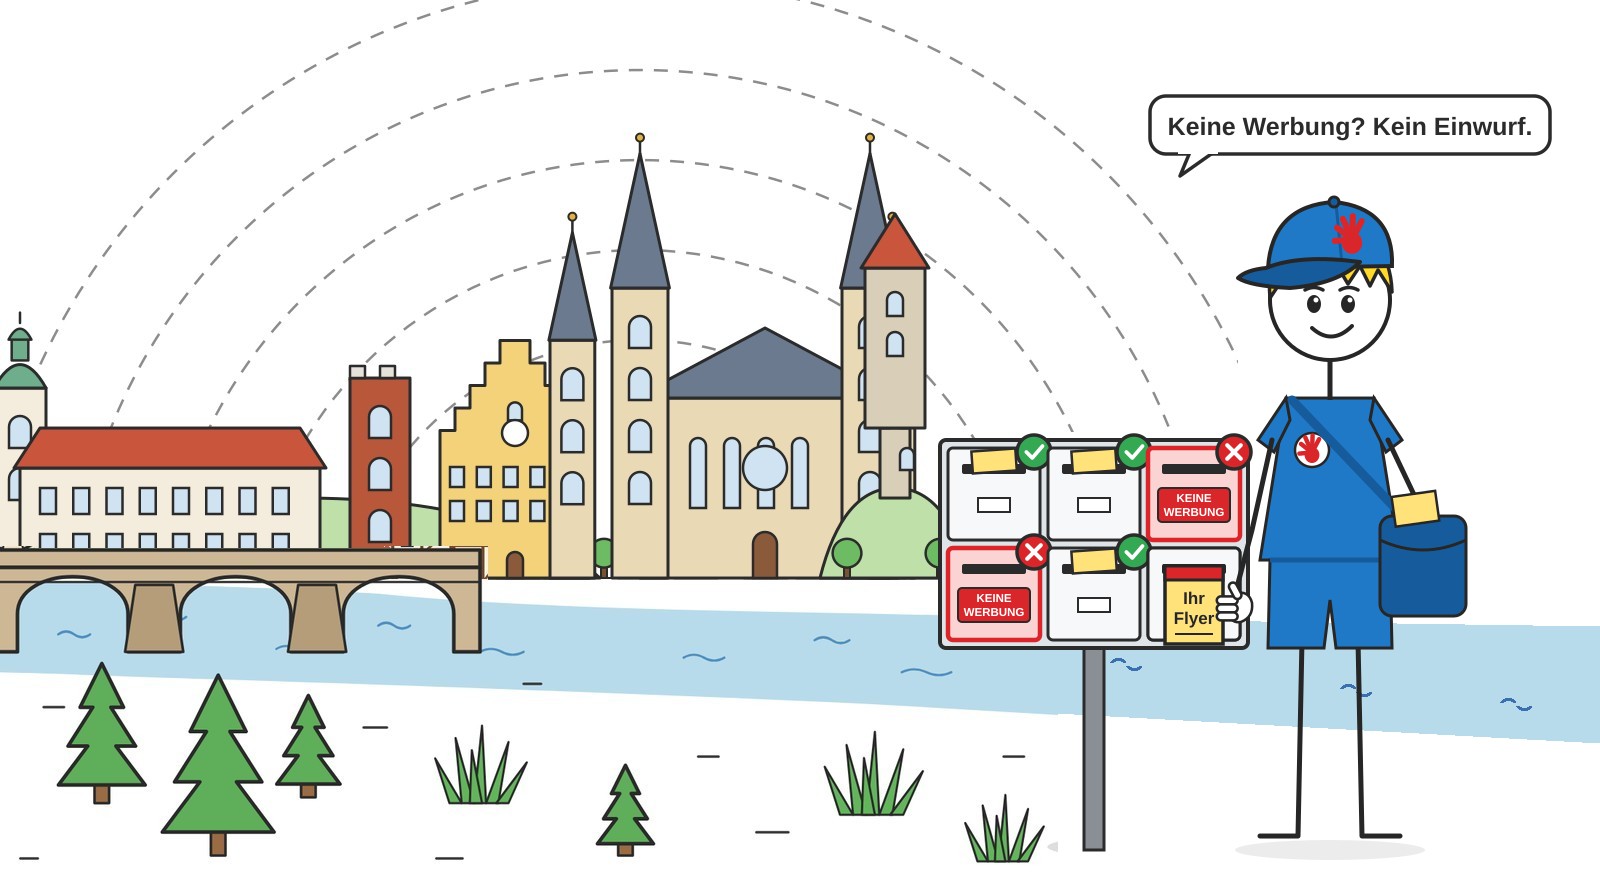 Keine Werbung? Kein Einwurf.
KEINE
WERBUNG
KEINE
WERBUNG
Ihr
Flyer